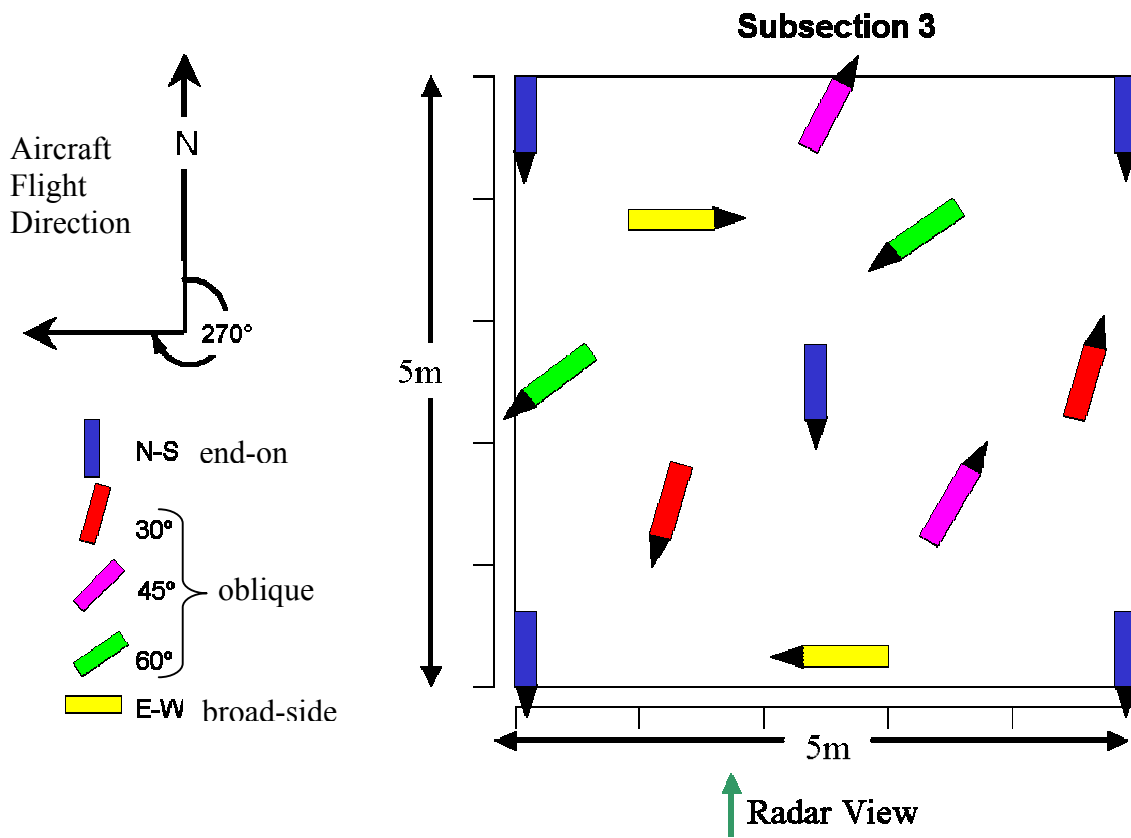 Subsection 3
Aircraft
Flight
Direction
N
270°
5m
N-S end-on
30°
45° oblique
60°
E-W broad-side
5m
Radar View